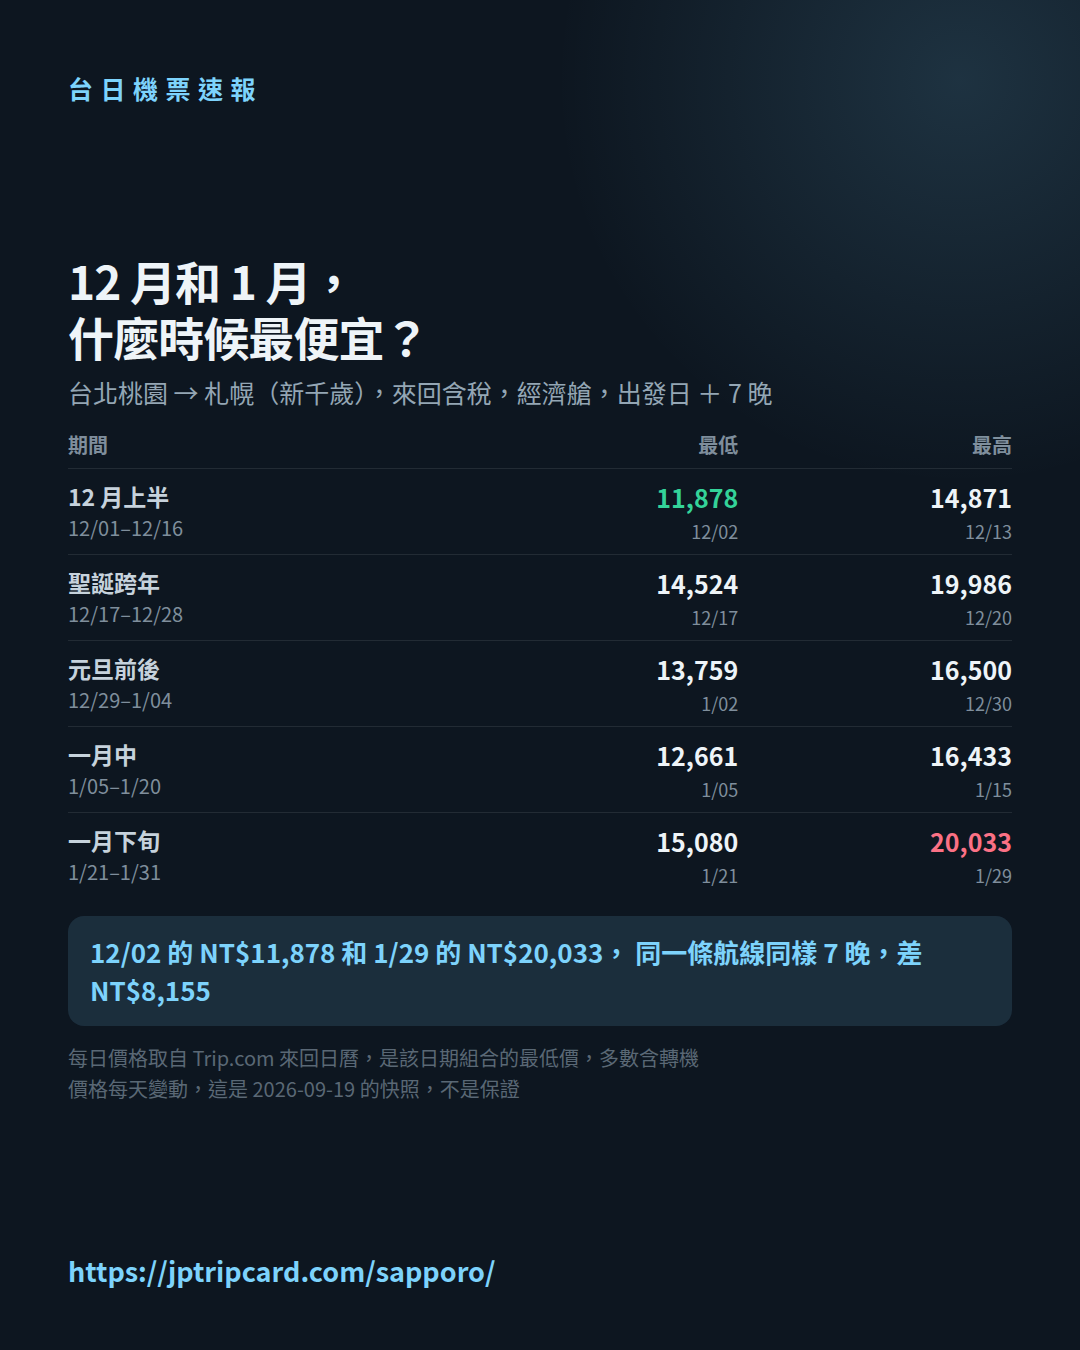 台日機票速報
12 月和 1 月，
什麼時候最便宜？
台北桃園 → 札幌（新千歲），來回含稅，經濟艙，出發日 ＋ 7 晚
期間 最低 最高
12 月上半 11,878 14,871
12/01–12/16 12/02 12/13
聖誕跨年 14,524 19,986
12/17–12/28 12/17 12/20
元旦前後 13,759 16,500
12/29–1/04 1/02 12/30
一月中 12,661 16,433
1/05–1/20 1/05 1/15
一月下旬 15,080 20,033
1/21–1/31 1/21 1/29
12/02 的 NT$11,878 和 1/29 的 NT$20,033， 同一條航線同樣 7 晚，差
NT$8,155
每日價格取自 Trip.com 來回日曆，是該日期組合的最低價，多數含轉機
價格每天變動，這是 2026-09-19 的快照，不是保證
https://jptripcard.com/sapporo/